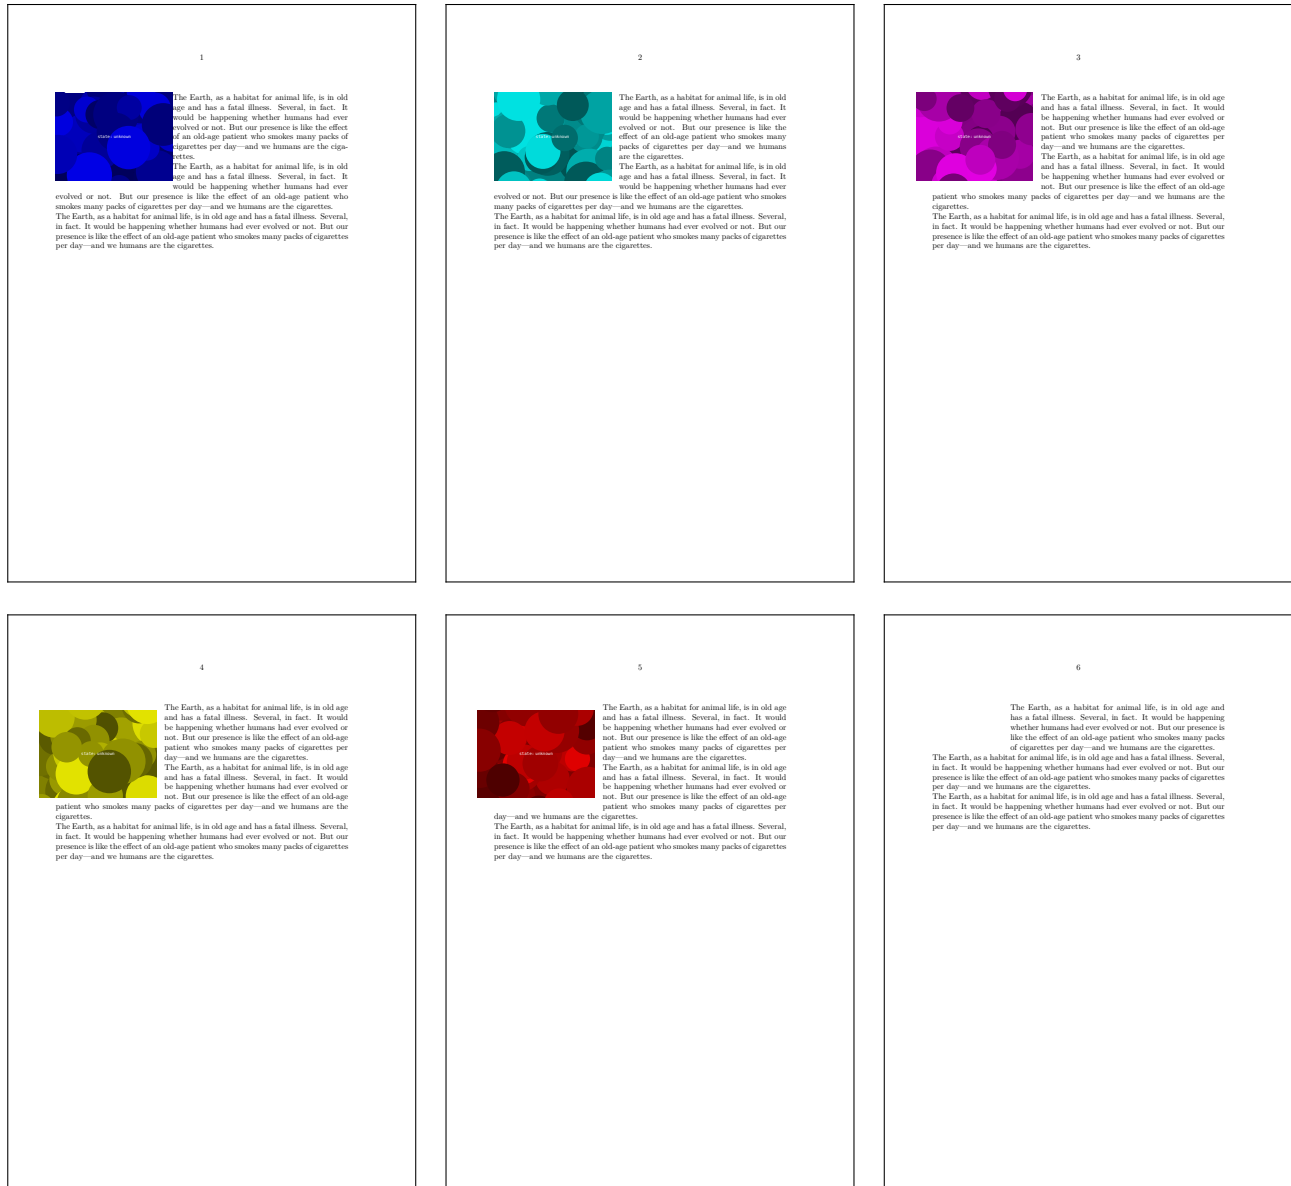 1
The Earth, as a habitat for animal life, is in old
age and has a fatal illness. Several, in fact. It
would be happening whether humans had ever
evolved or not. But our presence is like the effect
of an old-age patient who smokes many packs of
cigarettes per day—and we humans are the ciga-
rettes.
state: unknown
The Earth, as a habitat for animal life, is in old
age and has a fatal illness. Several, in fact. It
would be happening whether humans had ever
evolved or not. But our presence is like the effect of an old-age patient who
smokes many packs of cigarettes per day—and we humans are the cigarettes.
The Earth, as a habitat for animal life, is in old age and has a fatal illness. Several,
in fact. It would be happening whether humans had ever evolved or not. But our
presence is like the effect of an old-age patient who smokes many packs of cigarettes
per day—and we humans are the cigarettes.
2
The Earth, as a habitat for animal life, is in old
age and has a fatal illness. Several, in fact. It
would be happening whether humans had ever
evolved or not. But our presence is like the
effect of an old-age patient who smokes many
packs of cigarettes per day—and we humans
are the cigarettes.
state: unknown
The Earth, as a habitat for animal life, is in old
age and has a fatal illness. Several, in fact. It
would be happening whether humans had ever
evolved or not. But our presence is like the effect of an old-age patient who smokes
many packs of cigarettes per day—and we humans are the cigarettes.
The Earth, as a habitat for animal life, is in old age and has a fatal illness. Several,
in fact. It would be happening whether humans had ever evolved or not. But our
presence is like the effect of an old-age patient who smokes many packs of cigarettes
per day—and we humans are the cigarettes.
3
The Earth, as a habitat for animal life, is in old age
and has a fatal illness. Several, in fact. It would
be happening whether humans had ever evolved or
not. But our presence is like the effect of an old-age
patient who smokes many packs of cigarettes per
day—and we humans are the cigarettes.
state: unknown
The Earth, as a habitat for animal life, is in old age
and has a fatal illness. Several, in fact. It would
be happening whether humans had ever evolved or
not. But our presence is like the effect of an old-age
patient who smokes many packs of cigarettes per day—and we humans are the
cigarettes.
The Earth, as a habitat for animal life, is in old age and has a fatal illness. Several,
in fact. It would be happening whether humans had ever evolved or not. But our
presence is like the effect of an old-age patient who smokes many packs of cigarettes
per day—and we humans are the cigarettes.
4
The Earth, as a habitat for animal life, is in old age
and has a fatal illness. Several, in fact. It would
be happening whether humans had ever evolved or
not. But our presence is like the effect of an old-age
patient who smokes many packs of cigarettes per
day—and we humans are the cigarettes.
state: unknown
The Earth, as a habitat for animal life, is in old age
and has a fatal illness. Several, in fact. It would
be happening whether humans had ever evolved or
not. But our presence is like the effect of an old-age
patient who smokes many packs of cigarettes per day—and we humans are the
cigarettes.
The Earth, as a habitat for animal life, is in old age and has a fatal illness. Several,
in fact. It would be happening whether humans had ever evolved or not. But our
presence is like the effect of an old-age patient who smokes many packs of cigarettes
per day—and we humans are the cigarettes.
5
The Earth, as a habitat for animal life, is in old age
and has a fatal illness. Several, in fact. It would
be happening whether humans had ever evolved or
not. But our presence is like the effect of an old-age
patient who smokes many packs of cigarettes per
day—and we humans are the cigarettes.
state: unknown
The Earth, as a habitat for animal life, is in old age
and has a fatal illness. Several, in fact. It would
be happening whether humans had ever evolved or
not. But our presence is like the effect of an old-age
patient who smokes many packs of cigarettes per
day—and we humans are the cigarettes.
The Earth, as a habitat for animal life, is in old age and has a fatal illness. Several,
in fact. It would be happening whether humans had ever evolved or not. But our
presence is like the effect of an old-age patient who smokes many packs of cigarettes
per day—and we humans are the cigarettes.
6
The Earth, as a habitat for animal life, is in old age and
has a fatal illness. Several, in fact. It would be happening
whether humans had ever evolved or not. But our presence is
like the effect of an old-age patient who smokes many packs
of cigarettes per day—and we humans are the cigarettes.
The Earth, as a habitat for animal life, is in old age and has a fatal illness. Several,
in fact. It would be happening whether humans had ever evolved or not. But our
presence is like the effect of an old-age patient who smokes many packs of cigarettes
per day—and we humans are the cigarettes.
The Earth, as a habitat for animal life, is in old age and has a fatal illness. Several,
in fact. It would be happening whether humans had ever evolved or not. But our
presence is like the effect of an old-age patient who smokes many packs of cigarettes
per day—and we humans are the cigarettes.